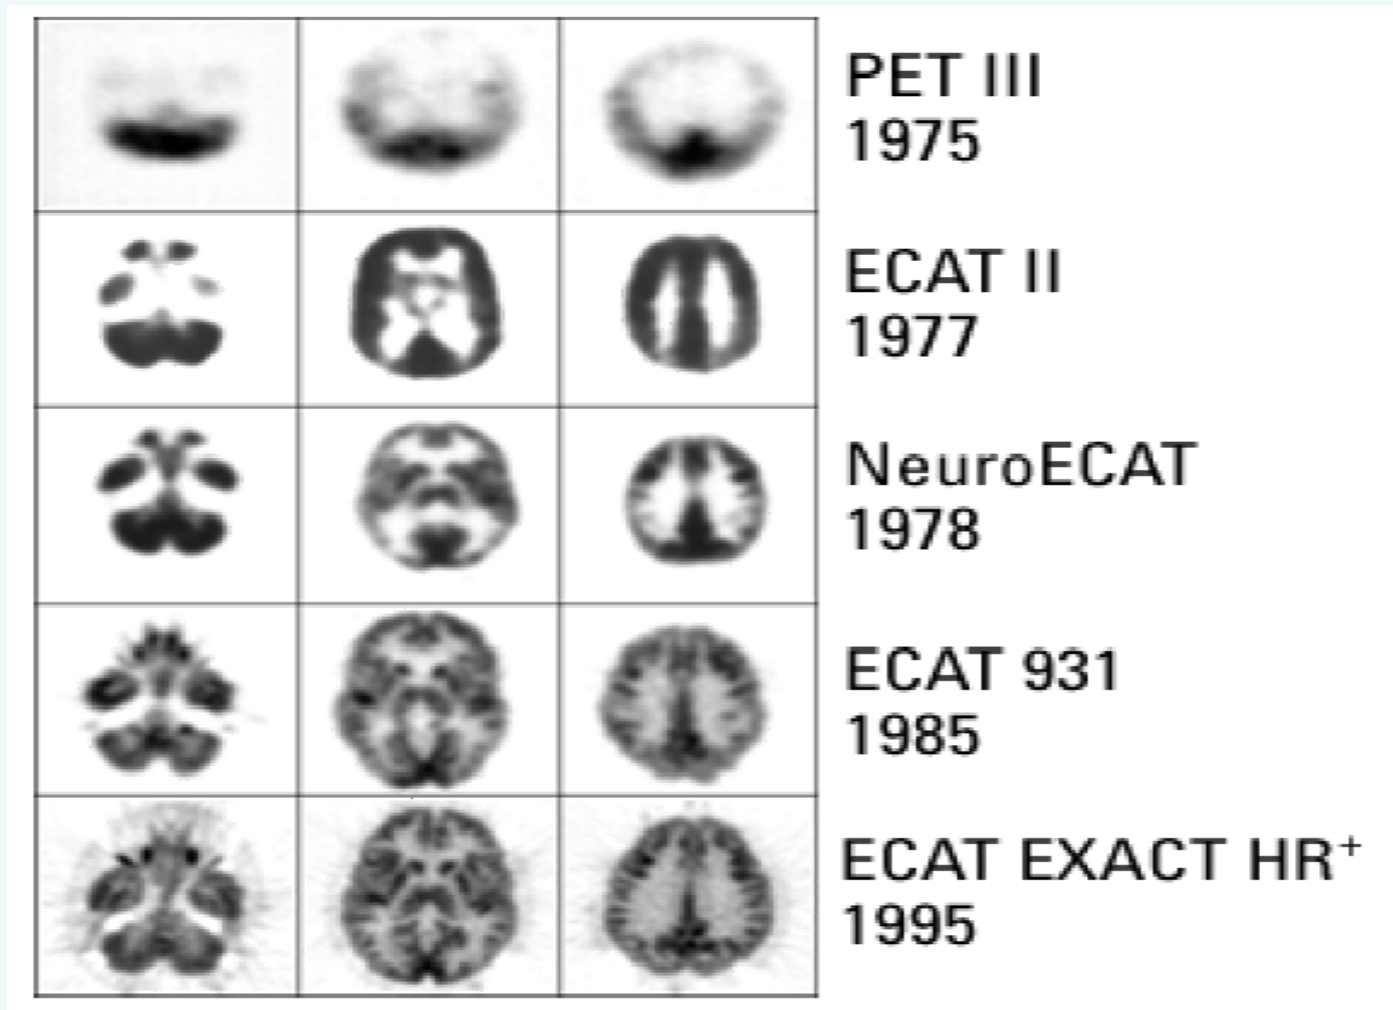 PET III
1975
ECAT II
1977
NeuroECAT
1978
ECAT 931
1985
ECAT EXACT HR⁺
1995